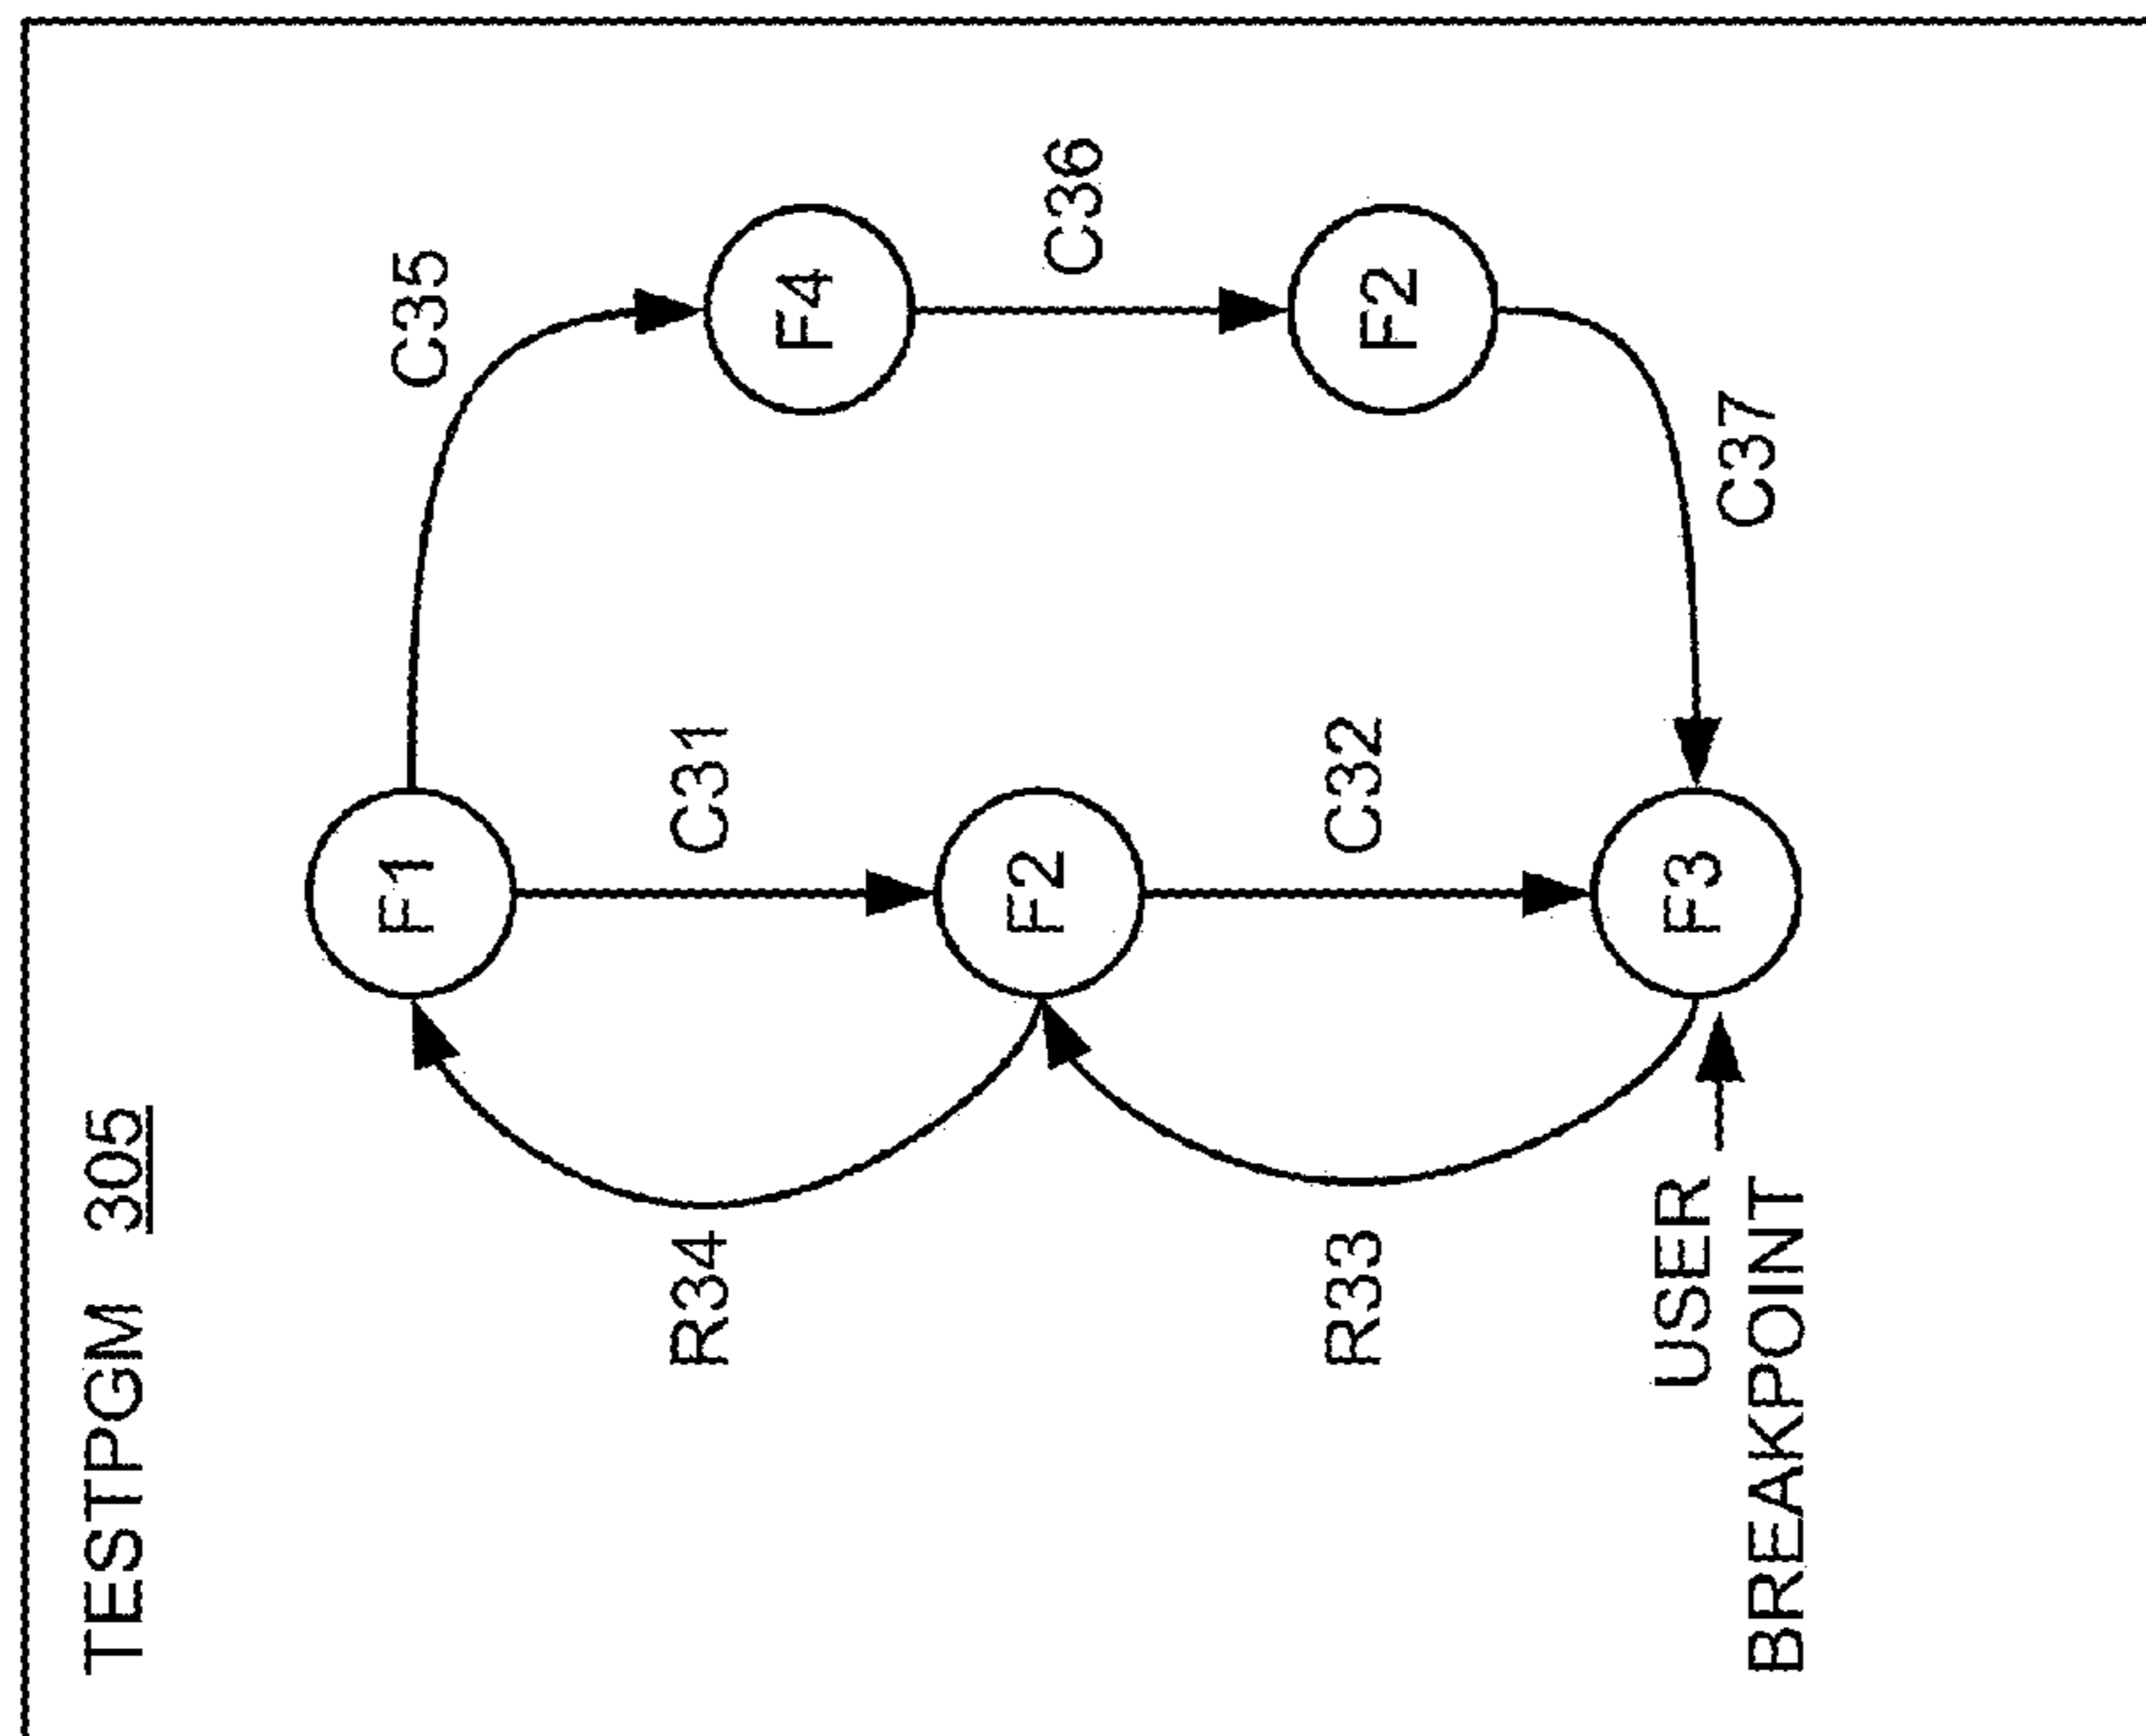 TESTPGM 305
F1
C35
R34
C31
F4
F2
C36
R33
C32
F2
USER
BREAKPOINT
F3
C37